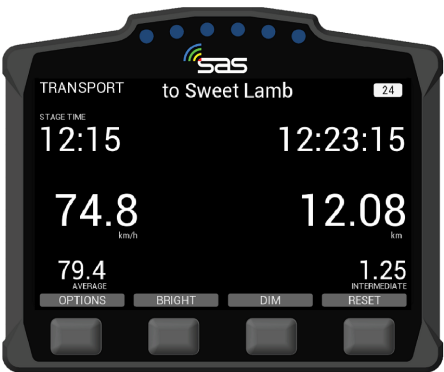 sas
TRANSPORT to Sweet Lamb 24
STAGE TIME
12:15 12:23:15
74.8 12.08
km/h km
79.4 1.25
AVERAGE INTERMEDIATE
OPTIONS BRIGHT DIM RESET